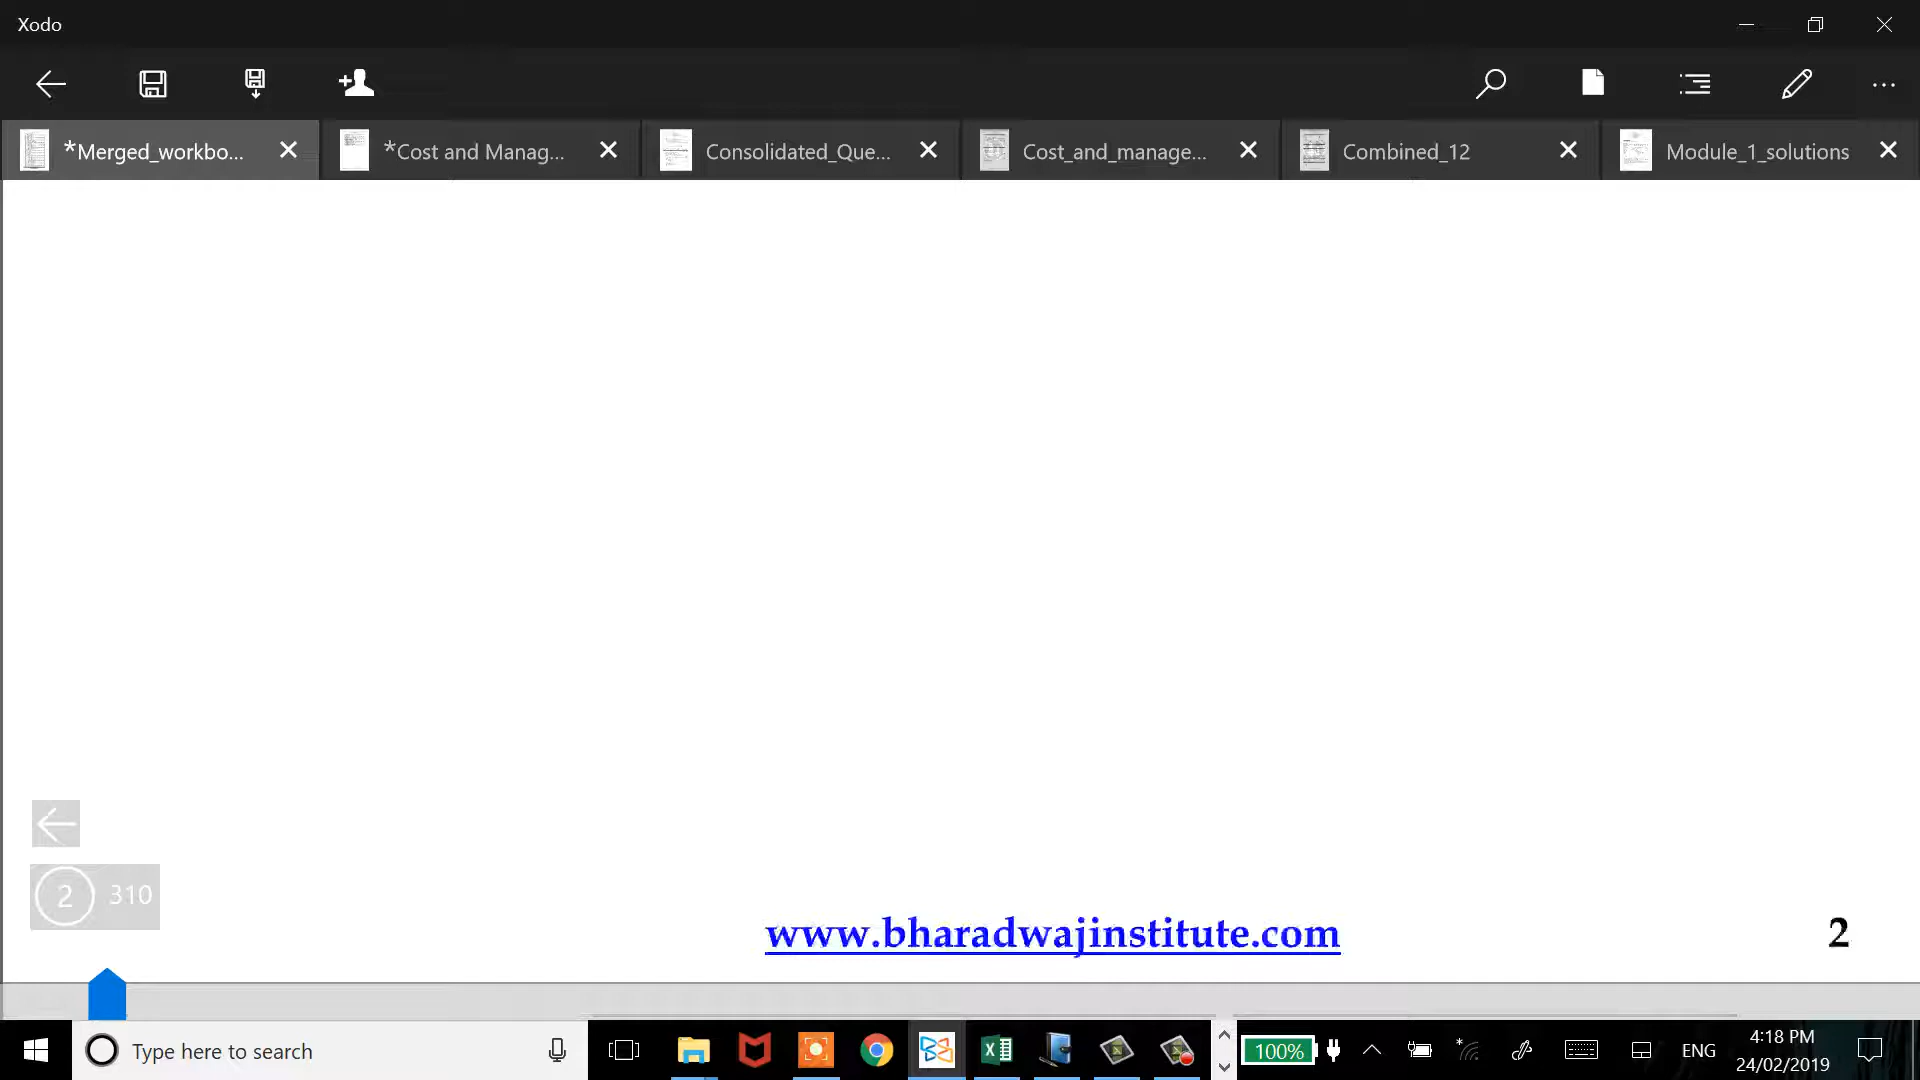 Xodo
*Merged_workbo...
*Cost and Manag...
Consolidated_Que...
Cost_and_manage...
Combined_12
Module_1_solutions
2 310
www.bharadwajinstitute.com
2
Type here to search
100%
ENG
4:18 PM
24/02/2019